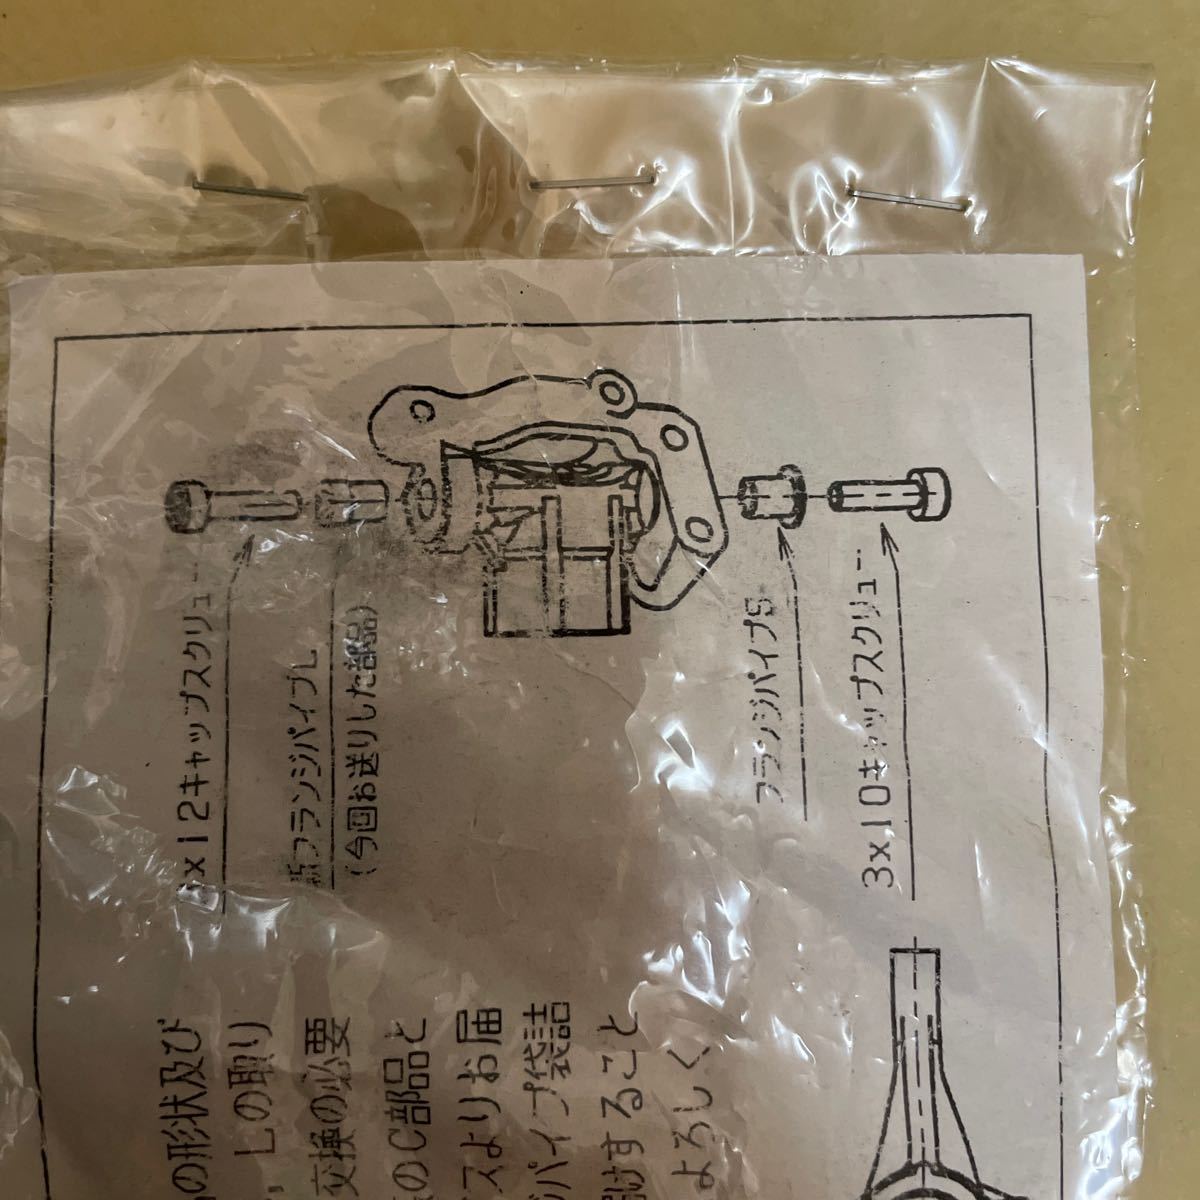 3x10キャップスクリュー
フランジパイプS
(今回お送りした部品)
新フランジパイプL
x12キャップスクリュー
の形状及び
Lの取り
交換の必要
のC部品と
スよりお届
パイプ袋詰
すること
よろしく